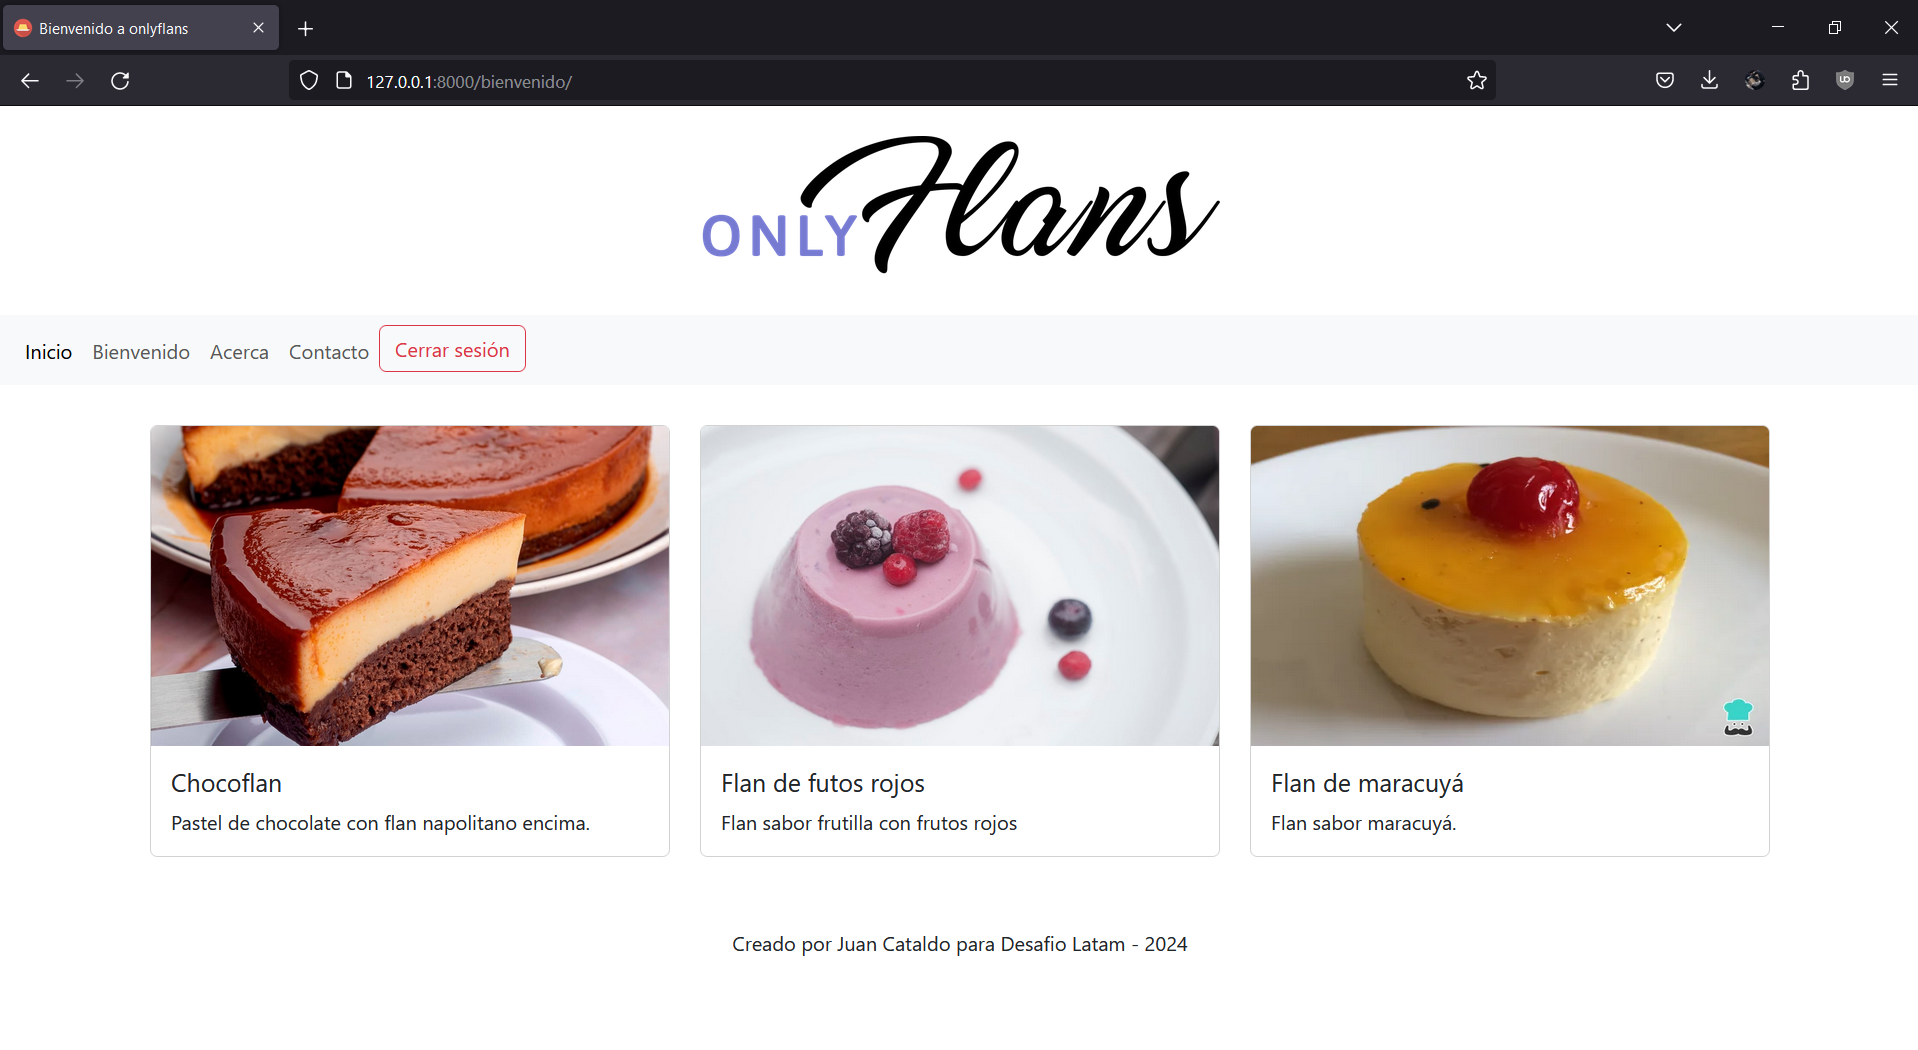 Bienvenido a onlyflans
127.0.0.1:8000/bienvenido/
ONLY Flans
Inicio Bienvenido Acerca Contacto Cerrar sesión
Chocoflan
Pastel de chocolate con flan napolitano encima.
Flan de futos rojos
Flan sabor frutilla con frutos rojos
Flan de maracuyá
Flan sabor maracuyá.
Creado por Juan Cataldo para Desafio Latam - 2024